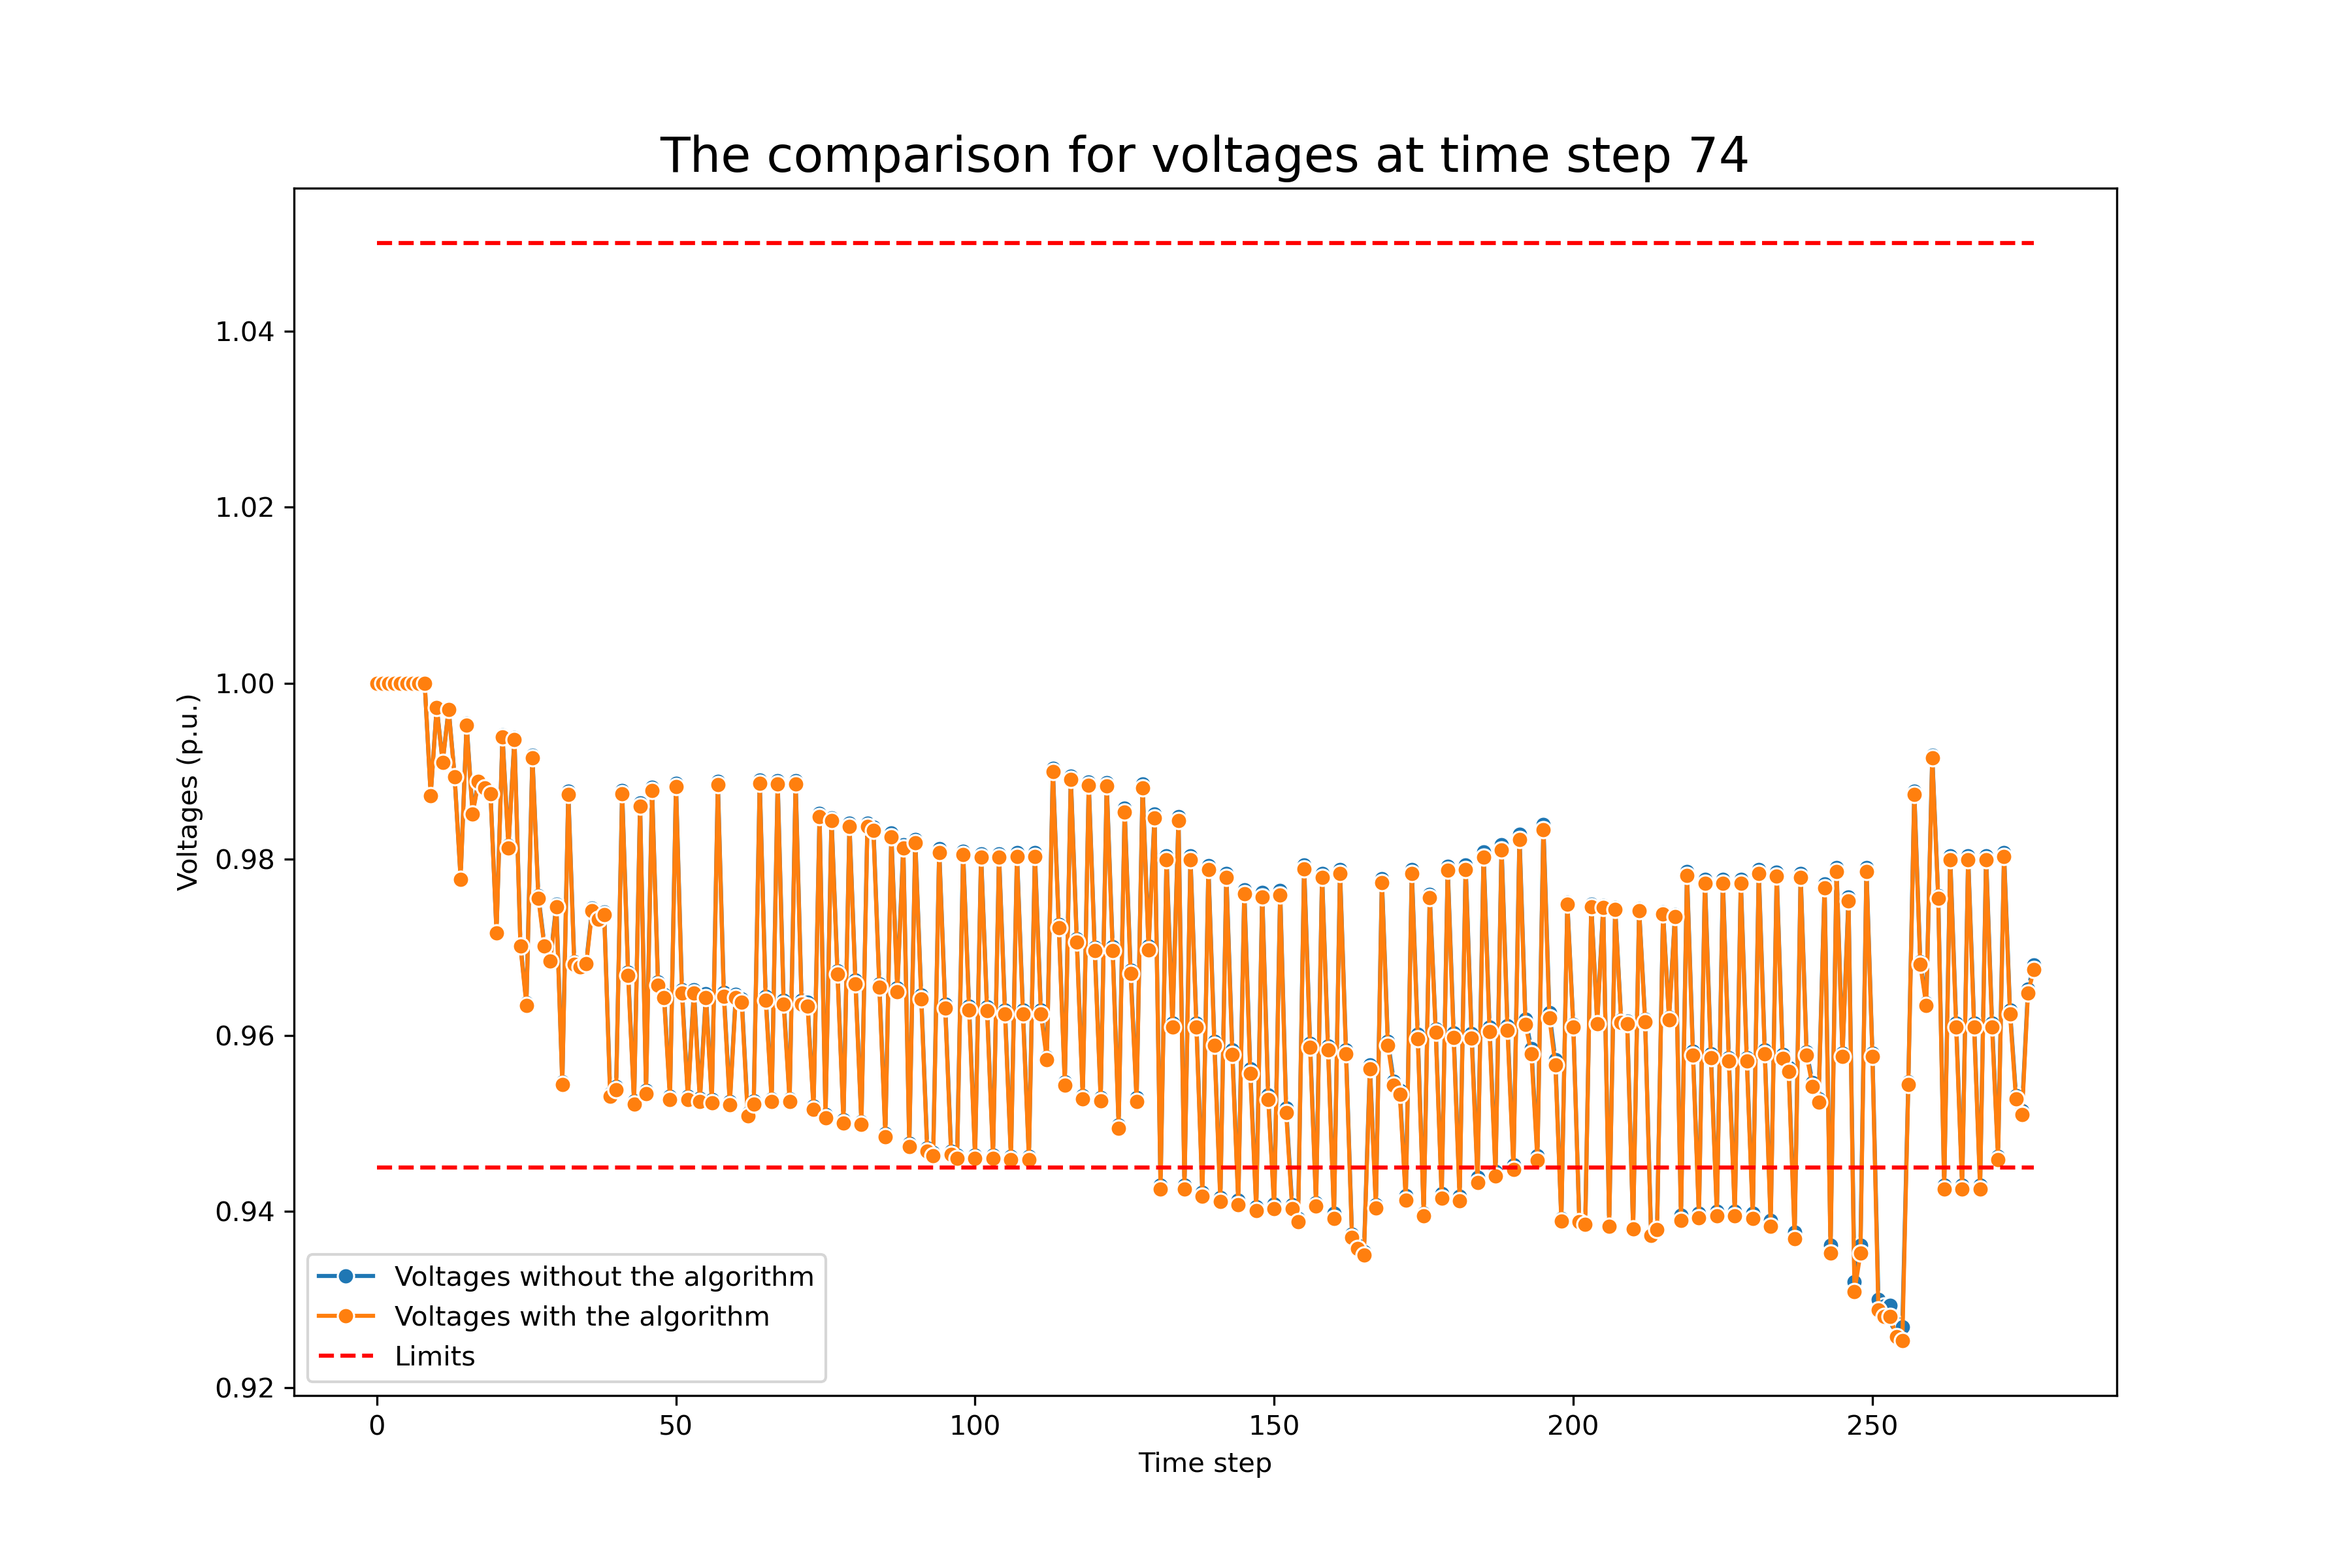 The comparison for voltages at time step 74
Voltages (p.u.)
1.04
1.02
1.00
0.98
0.96
0.94
0.92
Voltages without the algorithm
Voltages with the algorithm
Limits
0 50 100 150 200 250
Time step